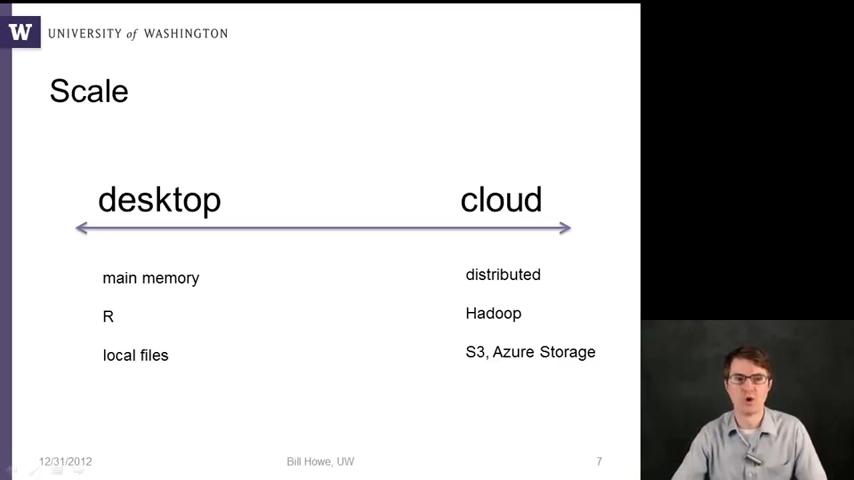 W UNIVERSITY of WASHINGTON
Scale
desktop
cloud
main memory
distributed
R
Hadoop
local files
S3, Azure Storage
12/31/2012
Bill Howe, UW
7